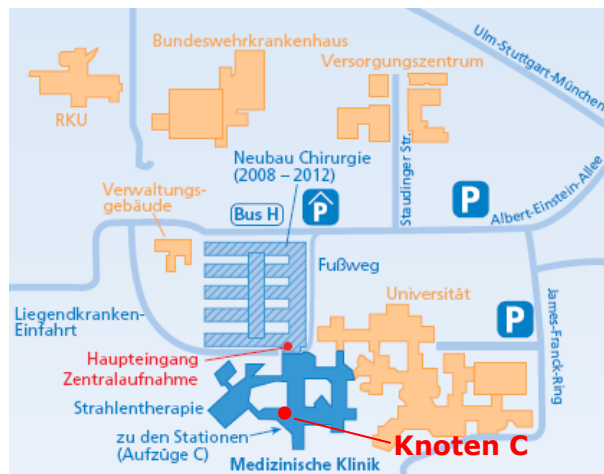 Ulm-Stuttgart-München
Bundeswehrkrankenhaus
Versorgungszentrum
RKU
Staudinger Str.
Neubau Chirurgie
(2008 – 2012)
Verwaltungs-
gebäude
Bus H
P
P
Albert-Einstein-Allee
Fußweg
Liegendkranken-
Einfahrt
Universität
James-Franck-Ring
P
Haupteingang
Zentralaufnahme
Strahlentherapie
zu den Stationen
(Aufzüge C)
Knoten C
Medizinische Klinik